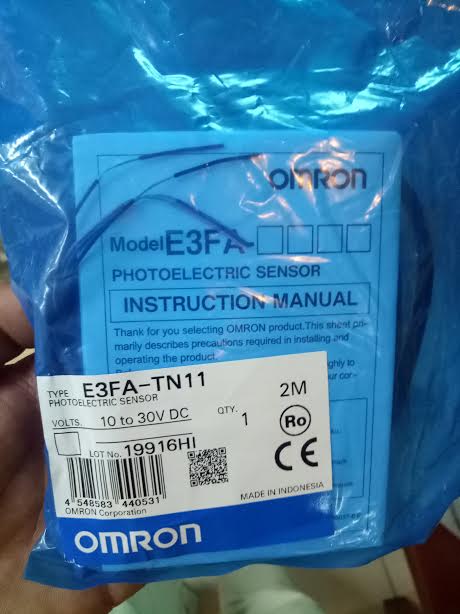 OMRON
Model E3FA-□□□□
PHOTOELECTRIC SENSOR
INSTRUCTION MANUAL
Thank you for selecting OMRON product.This sheet pri-
marily describes precautions required in installing and
operating the product.
TYPE E3FA-TN11
PHOTOELECTRIC SENSOR
2M
VOLTS. 10 to 30V DC
QTY. 1
Ro
LOT No. 19916HI
CE
4 548583 440531
MADE IN INDONESIA
OMRON Corporation
OMRON